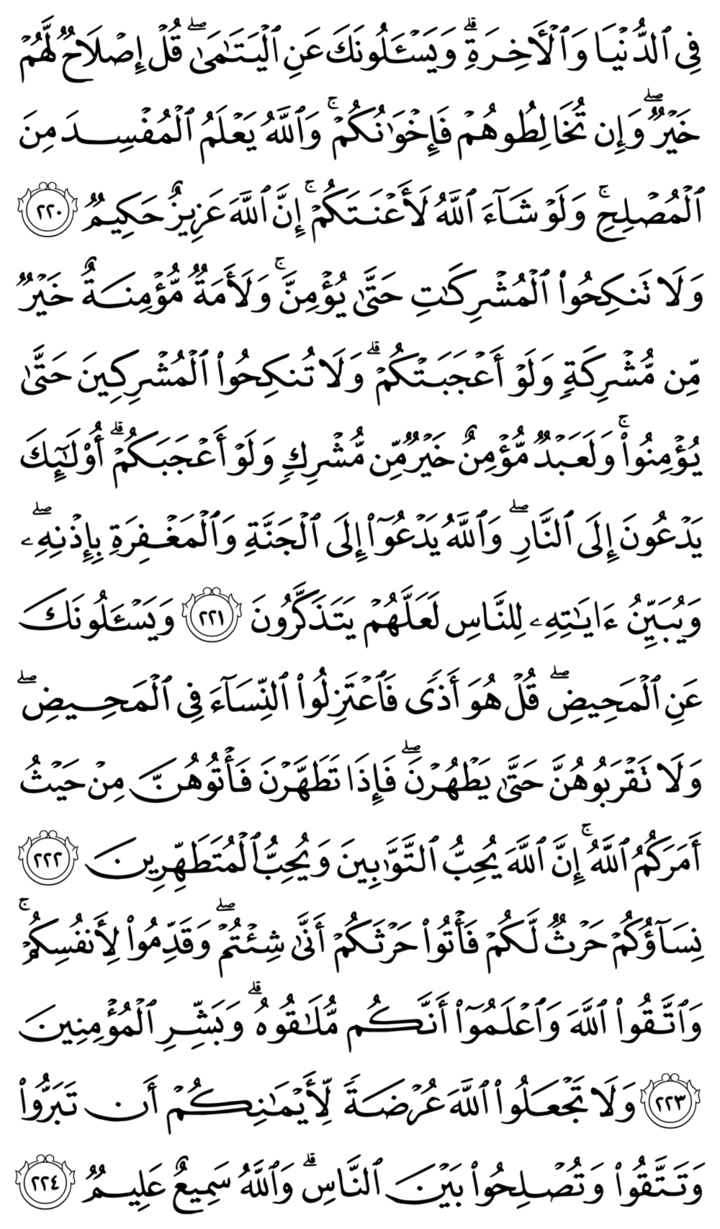 فِي ٱلدُّنۡيَا وَٱلۡأٓخِرَةِۗ وَيَسۡـَٔلُونَكَ عَنِ ٱلۡيَتَٰمَىٰۖ قُلۡ إِصۡلَاحٞ لَّهُمۡ
خَيۡرٞۖ وَإِن تُخَالِطُوهُمۡ فَإِخۡوَٰنُكُمۡۚ وَٱللَّهُ يَعۡلَمُ ٱلۡمُفۡسِدَ مِنَ
ٱلۡمُصۡلِحِۚ وَلَوۡ شَآءَ ٱللَّهُ لَأَعۡنَتَكُمۡۚ إِنَّ ٱللَّهَ عَزِيزٌ حَكِيمٞ ٢٢٠
وَلَا تَنكِحُواْ ٱلۡمُشۡرِكَٰتِ حَتَّىٰ يُؤۡمِنَّۚ وَلَأَمَةٞ مُّؤۡمِنَةٌ خَيۡرٞ
مِّن مُّشۡرِكَةٖ وَلَوۡ أَعۡجَبَتۡكُمۡۗ وَلَا تُنكِحُواْ ٱلۡمُشۡرِكِينَ حَتَّىٰ
يُؤۡمِنُواْۚ وَلَعَبۡدٞ مُّؤۡمِنٌ خَيۡرٞ مِّن مُّشۡرِكٖ وَلَوۡ أَعۡجَبَكُمۡۗ أُوْلَٰٓئِكَ
يَدۡعُونَ إِلَى ٱلنَّارِۖ وَٱللَّهُ يَدۡعُوٓاْ إِلَى ٱلۡجَنَّةِ وَٱلۡمَغۡفِرَةِ بِإِذۡنِهِۦۖ
وَيُبَيِّنُ ءَايَٰتِهِۦ لِلنَّاسِ لَعَلَّهُمۡ يَتَذَكَّرُونَ ٢٢١ وَيَسۡـَٔلُونَكَ
عَنِ ٱلۡمَحِيضِۖ قُلۡ هُوَ أَذٗى فَٱعۡتَزِلُواْ ٱلنِّسَآءَ فِي ٱلۡمَحِيضِۖ
وَلَا تَقۡرَبُوهُنَّ حَتَّىٰ يَطۡهُرۡنَۖ فَإِذَا تَطَهَّرۡنَ فَأۡتُوهُنَّ مِنۡ حَيۡثُ
أَمَرَكُمُ ٱللَّهُۚ إِنَّ ٱللَّهَ يُحِبُّ ٱلتَّوَّٰبِينَ وَيُحِبُّ ٱلۡمُتَطَهِّرِينَ ٢٢٢
نِسَآؤُكُمۡ حَرۡثٞ لَّكُمۡ فَأۡتُواْ حَرۡثَكُمۡ أَنَّىٰ شِئۡتُمۡۖ وَقَدِّمُواْ لِأَنفُسِكُمۡۚ
وَٱتَّقُواْ ٱللَّهَ وَٱعۡلَمُوٓاْ أَنَّكُم مُّلَٰقُوهُۗ وَبَشِّرِ ٱلۡمُؤۡمِنِينَ
٢٢٣ وَلَا تَجۡعَلُواْ ٱللَّهَ عُرۡضَةٗ لِّأَيۡمَٰنِكُمۡ أَن تَبَرُّواْ
وَتَتَّقُواْ وَتُصۡلِحُواْ بَيۡنَ ٱلنَّاسِۗ وَٱللَّهُ سَمِيعٌ عَلِيمٞ ٢٢٤